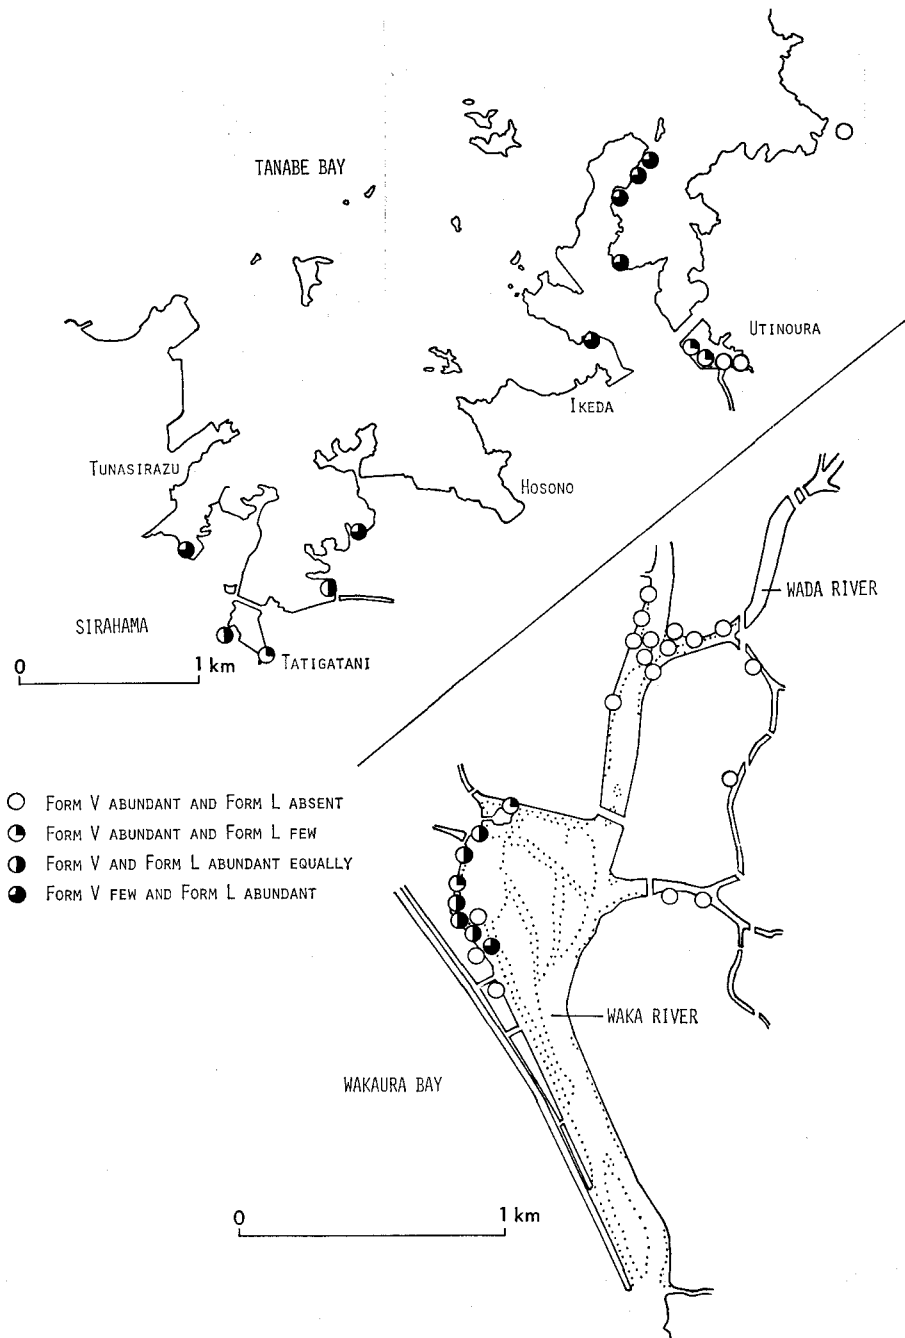 TANABE BAY
UTINOURA
IKEDA
TUNASIRAZU
HOSONO
SIRAHAMA
TATIGATANI
0 1 km
WADA RIVER
FORM V ABUNDANT AND FORM L ABSENT
FORM V ABUNDANT AND FORM L FEW
FORM V AND FORM L ABUNDANT EQUALLY
FORM V FEW AND FORM L ABUNDANT
WAKA RIVER
WAKAURA BAY
0 1 km